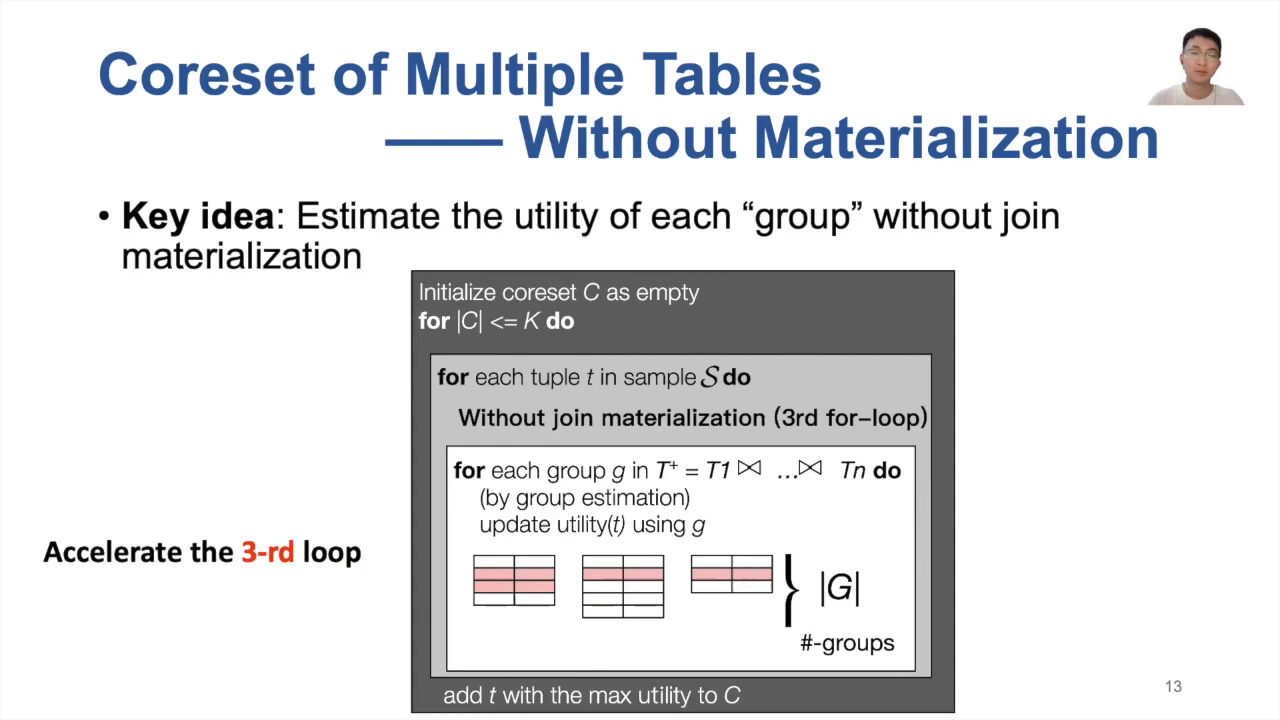 Coreset of Multiple Tables
—— Without Materialization
• Key idea: Estimate the utility of each “group” without join
materialization
Initialize coreset C as empty
for |C| <= K do
for each tuple t in sample 𝒮 do
Without join materialization (3rd for-loop)
for each group g in T⁺ = T1 ⋈ ...⋈ Tn do
(by group estimation)
update utility(t) using g
Accelerate the 3-rd loop
|G|
#-groups
add t with the max utility to C
13